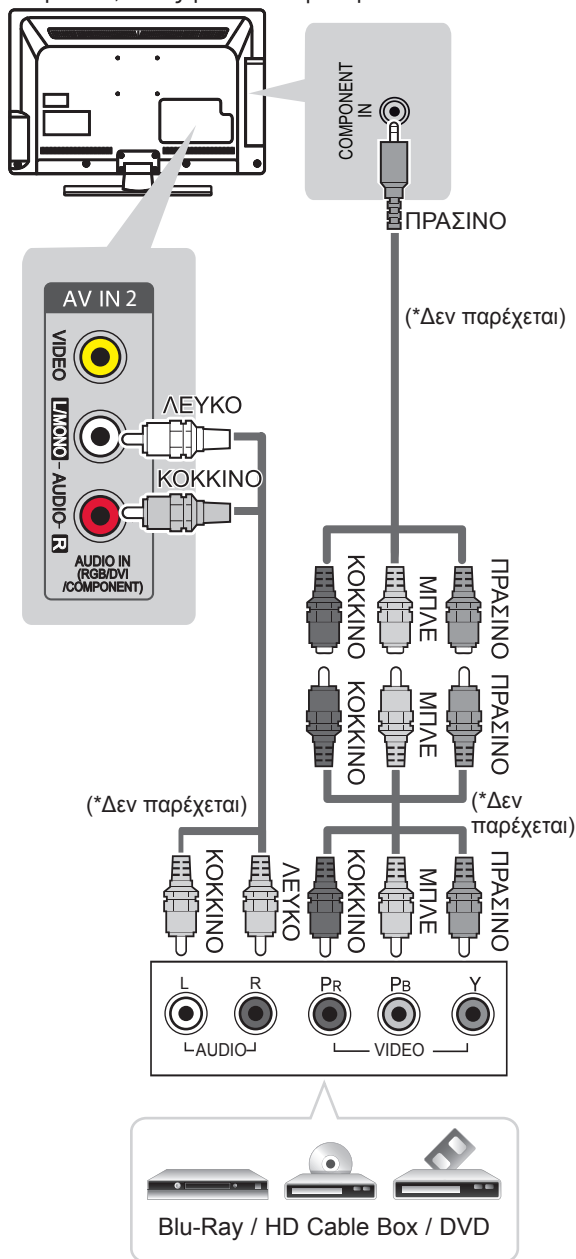 COMPONENT
IN
ΠΡΑΣΙΝΟ
(*Δεν παρέχεται)
AV IN 2
VIDEO
L/MONO - AUDIO - R
ΛΕΥΚΟ
ΚΟΚΚΙΝΟ
AUDIO IN
(RGB/DVI
/COMPONENT)
ΚΟΚΚΙΝΟ
ΜΠΛΕ
ΠΡΑΣΙΝΟ
ΚΟΚΚΙΝΟ
ΜΠΛΕ
ΠΡΑΣΙΝΟ
(*Δεν παρέχεται)
(*Δεν
παρέχεται)
ΚΟΚΚΙΝΟ
ΛΕΥΚΟ
ΚΟΚΚΙΝΟ
ΜΠΛΕ
ΠΡΑΣΙΝΟ
L R PR PB Y
AUDIO VIDEO
Blu-Ray / HD Cable Box / DVD